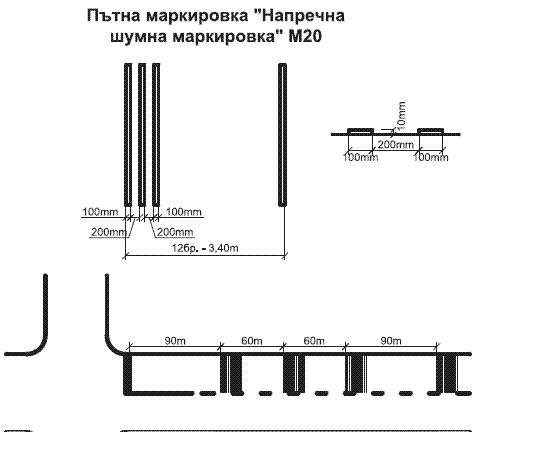 Пътна маркировка "Напречна
шумна маркировка" М20
10mm
200mm
100mm 100mm
100mm 100mm
200mm 200mm
12бр. - 3,40m
90m 60m 60m 90m